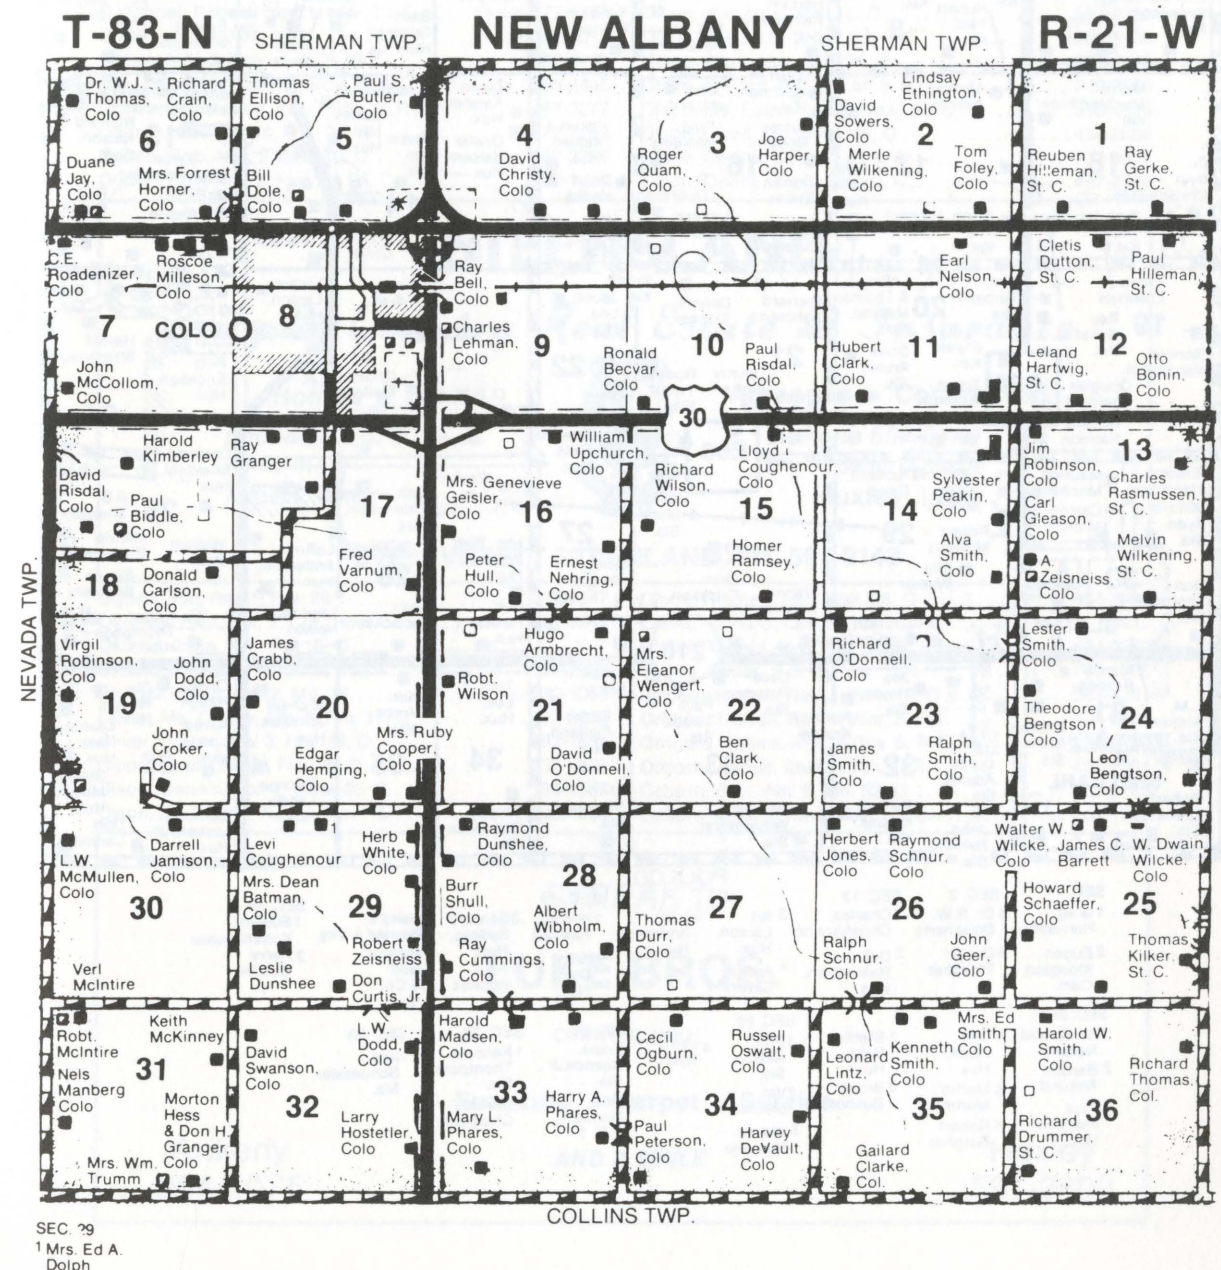 T-83-N
SHERMAN TWP.
NEW ALBANY
SHERMAN TWP.
R-21-W
Dr. W.J.
Thomas,
Colo
Richard
Crain,
Colo
6
Duane
Jay,
Colo
Mrs. Forrest
Horner,
Colo
Thomas
Ellison,
Colo
Paul S.
Butler,
Colo
5
Bill
Dole,
Colo
4
David
Christy,
Colo
3
Roger
Quam,
Colo
Joe
Harper,
Colo
Lindsay
Ethington,
Colo
David
Sowers,
Colo
2
Merle
Wilkening,
Colo
Tom
Foley,
Colo
1
Reuben
Hilleman,
St. C.
Ray
Gerke,
St. C.
C.E.
Roadenizer,
Colo
Roscoe
Milleson,
Colo
7
COLO
8
John
McCollom,
Colo
Ray
Bell,
Colo
Charles
Lehman,
Colo
9
Ronald
Becvar,
Colo
10
Paul
Risdal,
Colo
30
Earl
Nelson,
Colo
Hubert
Clark,
Colo
11
Cletis
Dutton,
St. C.
Paul
Hilleman,
St. C.
Leland
Hartwig,
St. C.
12
Otto
Bonin,
Colo
Harold
Kimberley
David
Risdal,
Colo
Paul
Biddle,
Colo
18
Donald
Carlson,
Colo
Ray
Granger
17
Fred
Varnum,
Colo
William
Upchurch,
Colo
Mrs. Genevieve
Geisler,
Colo
16
Peter
Hull,
Colo
Ernest
Nehring,
Colo
Richard
Wilson,
Colo
Lloyd
Coughenour,
Colo
15
Homer
Ramsey,
Colo
Sylvester
Peakin,
Colo
14
Alva
Smith,
Colo
Jim
Robinson,
Colo
13
Charles
Rasmussen,
St. C.
Carl
Gleason,
Colo
Melvin
Wilkening,
St. C.
A.
Zeisneiss,
Colo
NEVADA TWP.
Virgil
Robinson,
Colo
John
Dodd,
Colo
19
John
Croker,
Colo
James
Crabb,
Colo
20
Edgar
Hemping,
Colo
Mrs. Ruby
Cooper,
Colo
Hugo
Armbrecht,
Colo
Robt.
Wilson
21
David
O'Donnell,
Colo
Mrs.
Eleanor
Wengert,
Colo
22
Ben
Clark,
Colo
Richard
O'Donnell,
Colo
23
James
Smith,
Colo
Ralph
Smith,
Colo
Lester
Smith,
Colo
Theodore
Bengtson,
Colo
24
Leon
Bengtson,
Colo
L.W.
McMullen,
Colo
Darrell
Jamison,
Colo
30
Verl
McIntire
1
Levi
Coughenour
Herb
White,
Colo
Mrs. Dean
Batman,
Colo
29
Robert
Zeisneiss
Leslie
Dunshee
Don
Curtis, Jr.
Raymond
Dunshee,
Colo
28
Burr
Shull,
Colo
Ray
Cummings,
Colo
Albert
Wibholm,
Colo
27
Thomas
Durr,
Colo
Herbert
Jones,
Colo
Raymond
Schnur,
Colo
26
Ralph
Schnur,
Colo
John
Geer,
Colo
Walter W.
Wilcke,
Colo
James C.
Barrett
W. Dwain
Wilcke,
Colo
Howard
Schaeffer,
Colo
25
Thomas
Kilker,
St. C.
Robt.
McIntire
Keith
McKinney
31
Nels
Manberg
Colo
Morton
Hess
& Don H.
Granger
Colo
Mrs. Wm.
Trumm
David
Swanson,
Colo
L.W.
Dodd,
Colo
32
Larry
Hostetler,
Colo
Harold
Madsen,
Colo
33
Mary L.
Phares,
Colo
Harry A.
Phares,
Colo
Cecil
Ogburn,
Colo
Russell
Oswalt,
Colo
34
Paul
Peterson,
Colo
Harvey
DeVault,
Colo
Mrs. Ed
Smith,
Colo
Leonard
Lintz,
Colo
Kenneth
Smith,
Colo
35
Gailard
Clarke,
Col.
Harold W.
Smith,
Colo
Richard
Thomas,
Col.
36
Richard
Drummer,
St. C.
COLLINS TWP.
SEC. 29
1 Mrs. Ed A.
Dolph